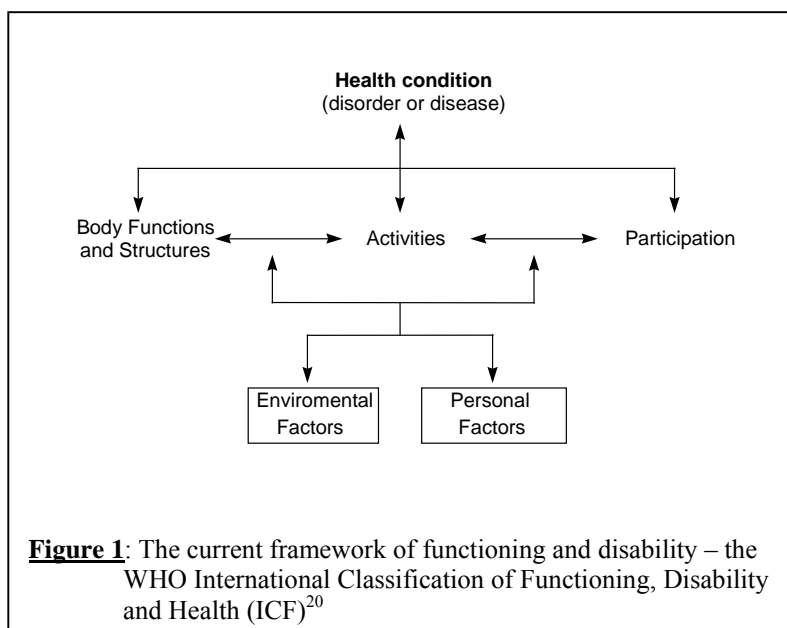 Health condition
(disorder or disease)
Body Functions
and Structures
Activities
Participation
Enviromental
Factors
Personal
Factors
Figure 1: The current framework of functioning and disability – the
WHO International Classification of Functioning, Disability
and Health (ICF)20